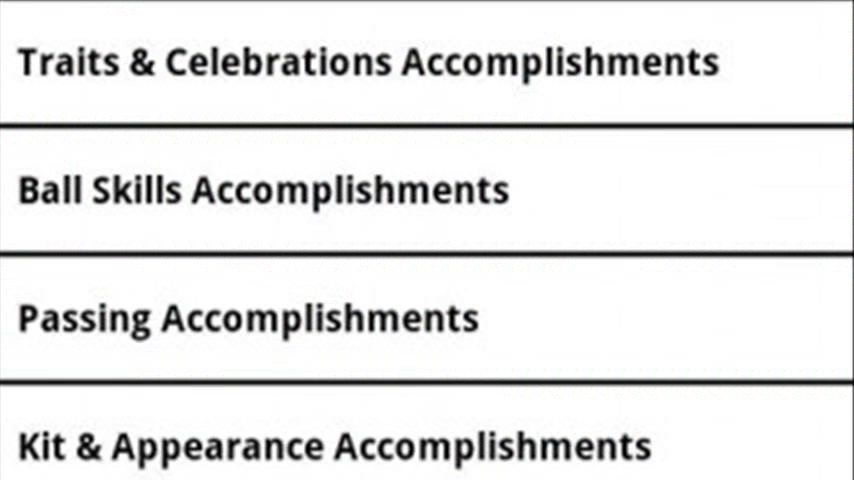 Traits & Celebrations Accomplishments
Ball Skills Accomplishments
Passing Accomplishments
Kit & Appearance Accomplishments